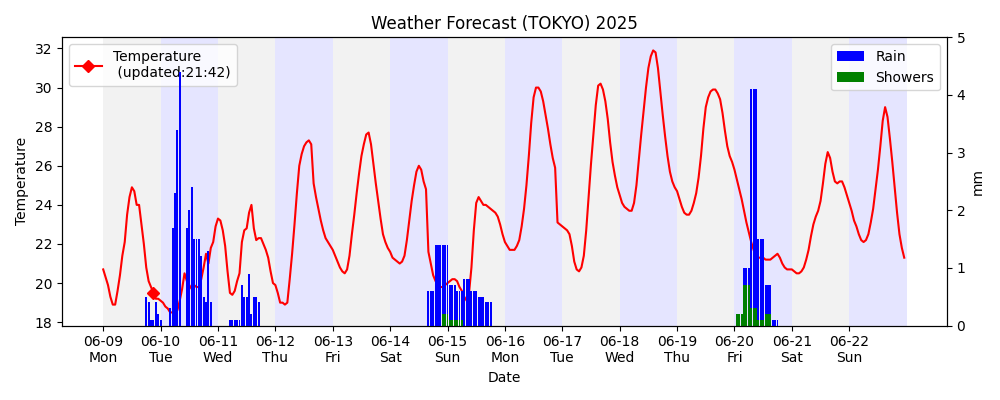 Weather Forecast (TOKYO) 2025
Temperature
(updated:21:42)
Rain
Showers
32
30
28
26
24
22
20
18
Temperature
5
4
3
2
1
0
mm
06-09 06-10 06-11 06-12 06-13 06-14 06-15 06-16 06-17 06-18 06-19 06-20 06-21 06-22
Mon Tue Wed Thu Fri Sat Sun Mon Tue Wed Thu Fri Sat Sun
Date